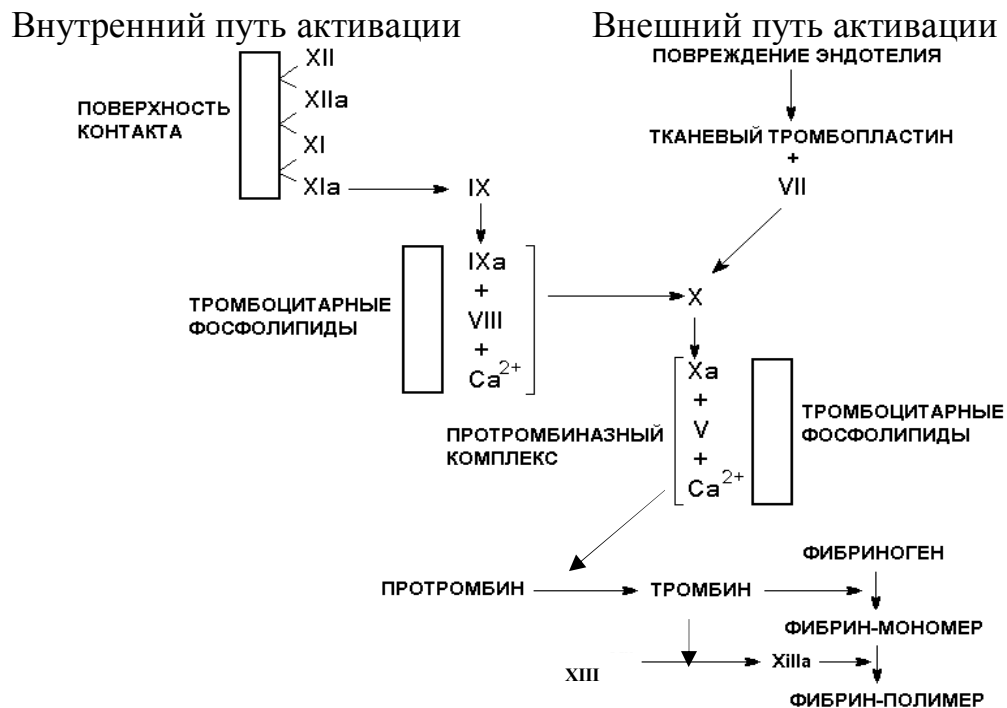 Внутренний путь активации
Внешний путь активации
XII
ПОВЕРХНОСТЬ
КОНТАКТА
XIIa
XI
XIa
IX
ПОВРЕЖДЕНИЕ ЭНДОТЕЛИЯ
ТКАНЕВЫЙ ТРОМБОПЛАСТИН
+
VII
ТРОМБОЦИТАРНЫЕ
ФОСФОЛИПИДЫ
IXa
+
VIII
+
Ca2+
X
ПРОТРОМБИНАЗНЫЙ
КОМПЛЕКС
Xa
+
V
+
Ca2+
ТРОМБОЦИТАРНЫЕ
ФОСФОЛИПИДЫ
ФИБРИНОГЕН
ПРОТРОМБИН
ТРОМБИН
ФИБРИН-МОНОМЕР
XIII
XIIIa
ФИБРИН-ПОЛИМЕР